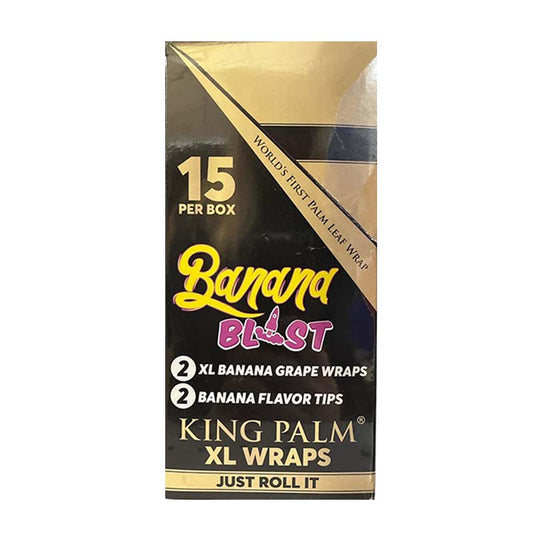 World's First Palm Leaf Wrap
15
PER BOX
Banana
BLAST
2 XL BANANA GRAPE WRAPS
2 BANANA FLAVOR TIPS
KING PALM®
XL WRAPS
JUST ROLL IT